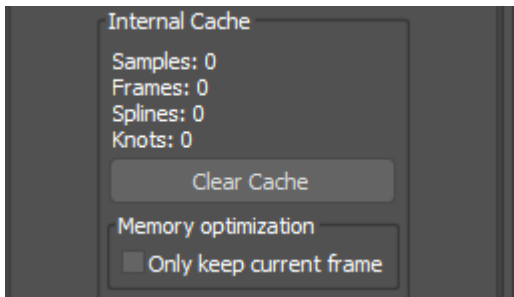 Internal Cache
Samples: 0
Frames: 0
Splines: 0
Knots: 0
Clear Cache
Memory optimization
Only keep current frame